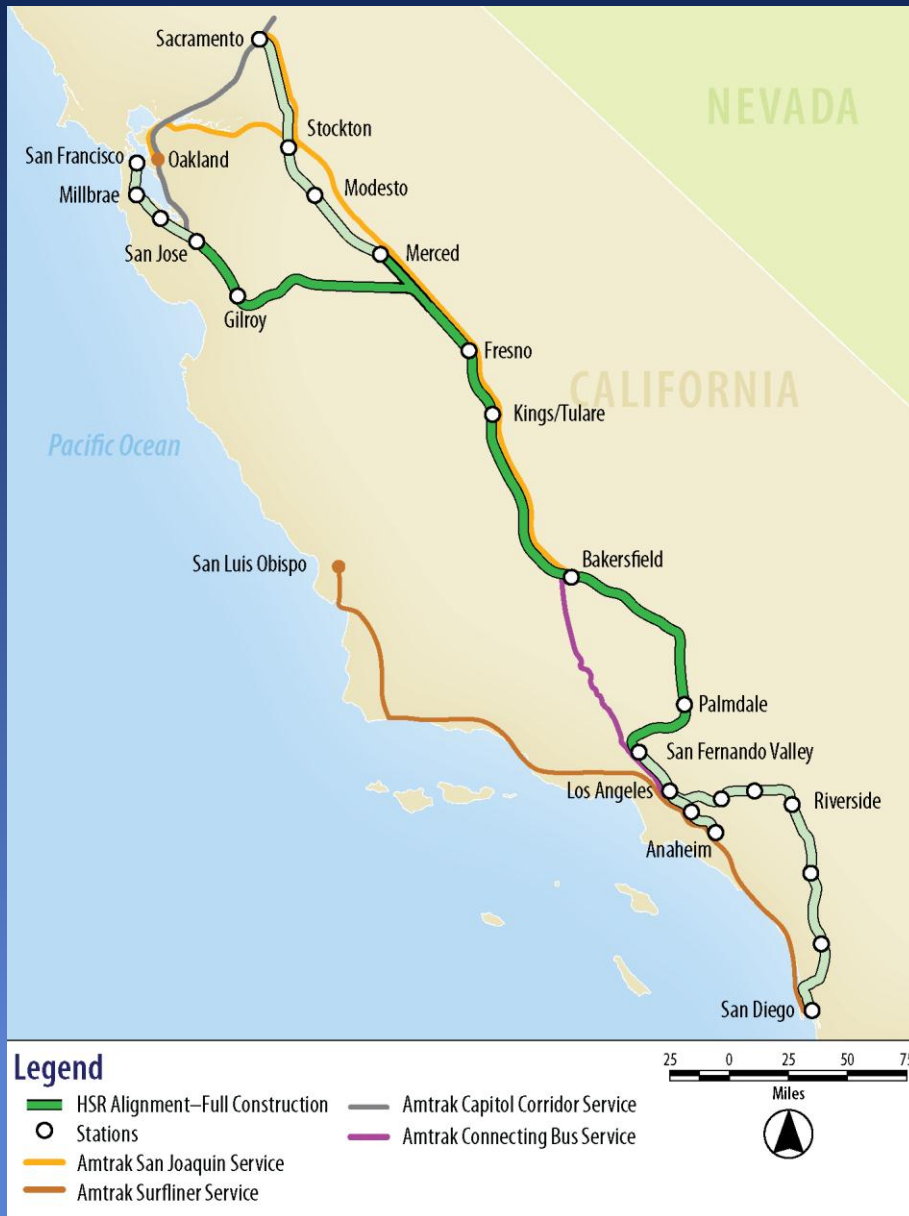 Sacramento
NEVADA
Stockton
San Francisco
Oakland
Millbrae
Modesto
San Jose
Merced
Gilroy
Fresno
CALIFORNIA
Kings/Tulare
Pacific Ocean
San Luis Obispo
Bakersfield
Palmdale
San Fernando Valley
Los Angeles
Riverside
Anaheim
San Diego
Legend
25 0 25 50 75
Miles
HSR Alignment–Full Construction
Stations
Amtrak San Joaquin Service
Amtrak Surfliner Service
Amtrak Capitol Corridor Service
Amtrak Connecting Bus Service